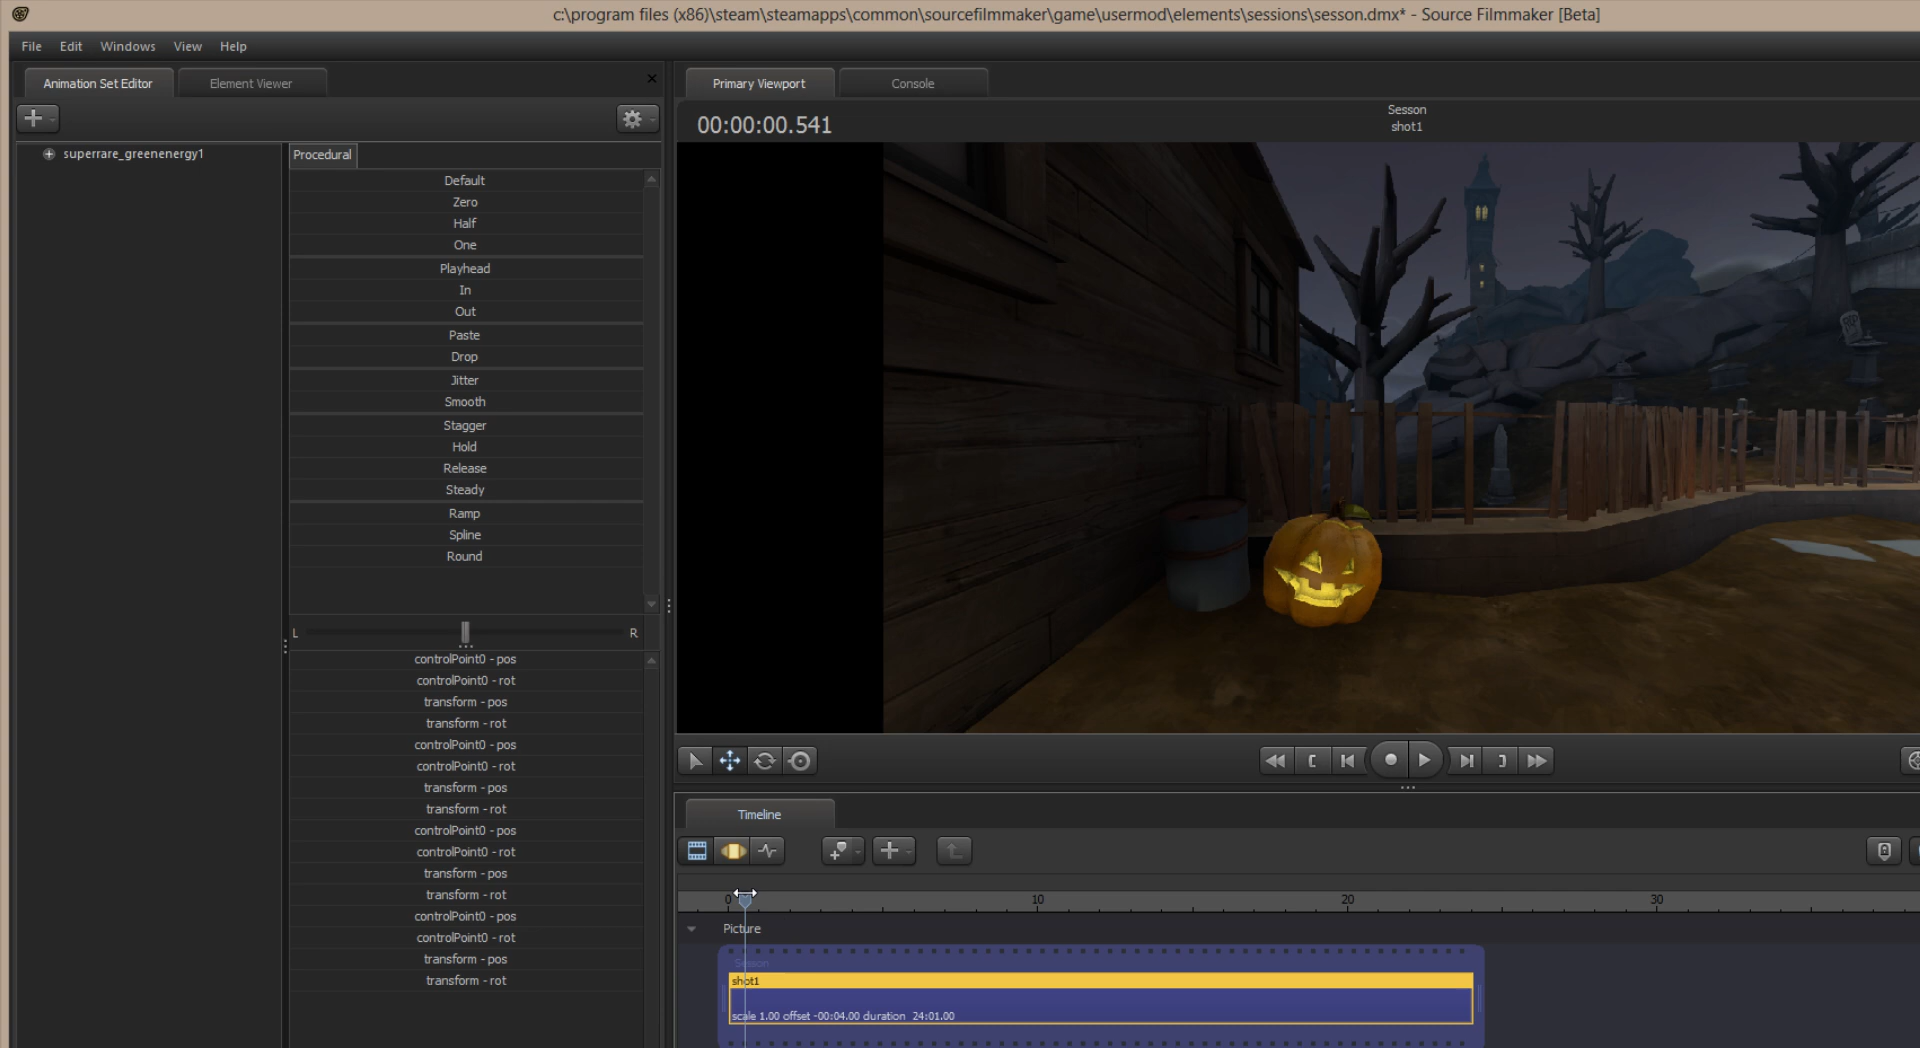 c:\program files (x86)\steam\steamapps\common\sourcefilmmaker\game\usermod\elements\sessions\sesson.dmx* - Source Filmmaker [Beta]
File Edit Windows View Help
Animation Set Editor Element Viewer
superrare_greenenergy1
Procedural
Default
Zero
Half
One
Playhead
In
Out
Paste
Drop
Jitter
Smooth
Stagger
Hold
Release
Steady
Ramp
Spline
Round
L R
controlPoint0 - pos
controlPoint0 - rot
transform - pos
transform - rot
controlPoint0 - pos
controlPoint0 - rot
transform - pos
transform - rot
controlPoint0 - pos
controlPoint0 - rot
transform - pos
transform - rot
controlPoint0 - pos
controlPoint0 - rot
transform - pos
transform - rot
Primary Viewport Console
00:00:00.541
Sesson
shot1
Timeline
0 10 20 30
Picture
Sesson
shot1
scale 1.00 offset -00:04.00 duration 24:01.00